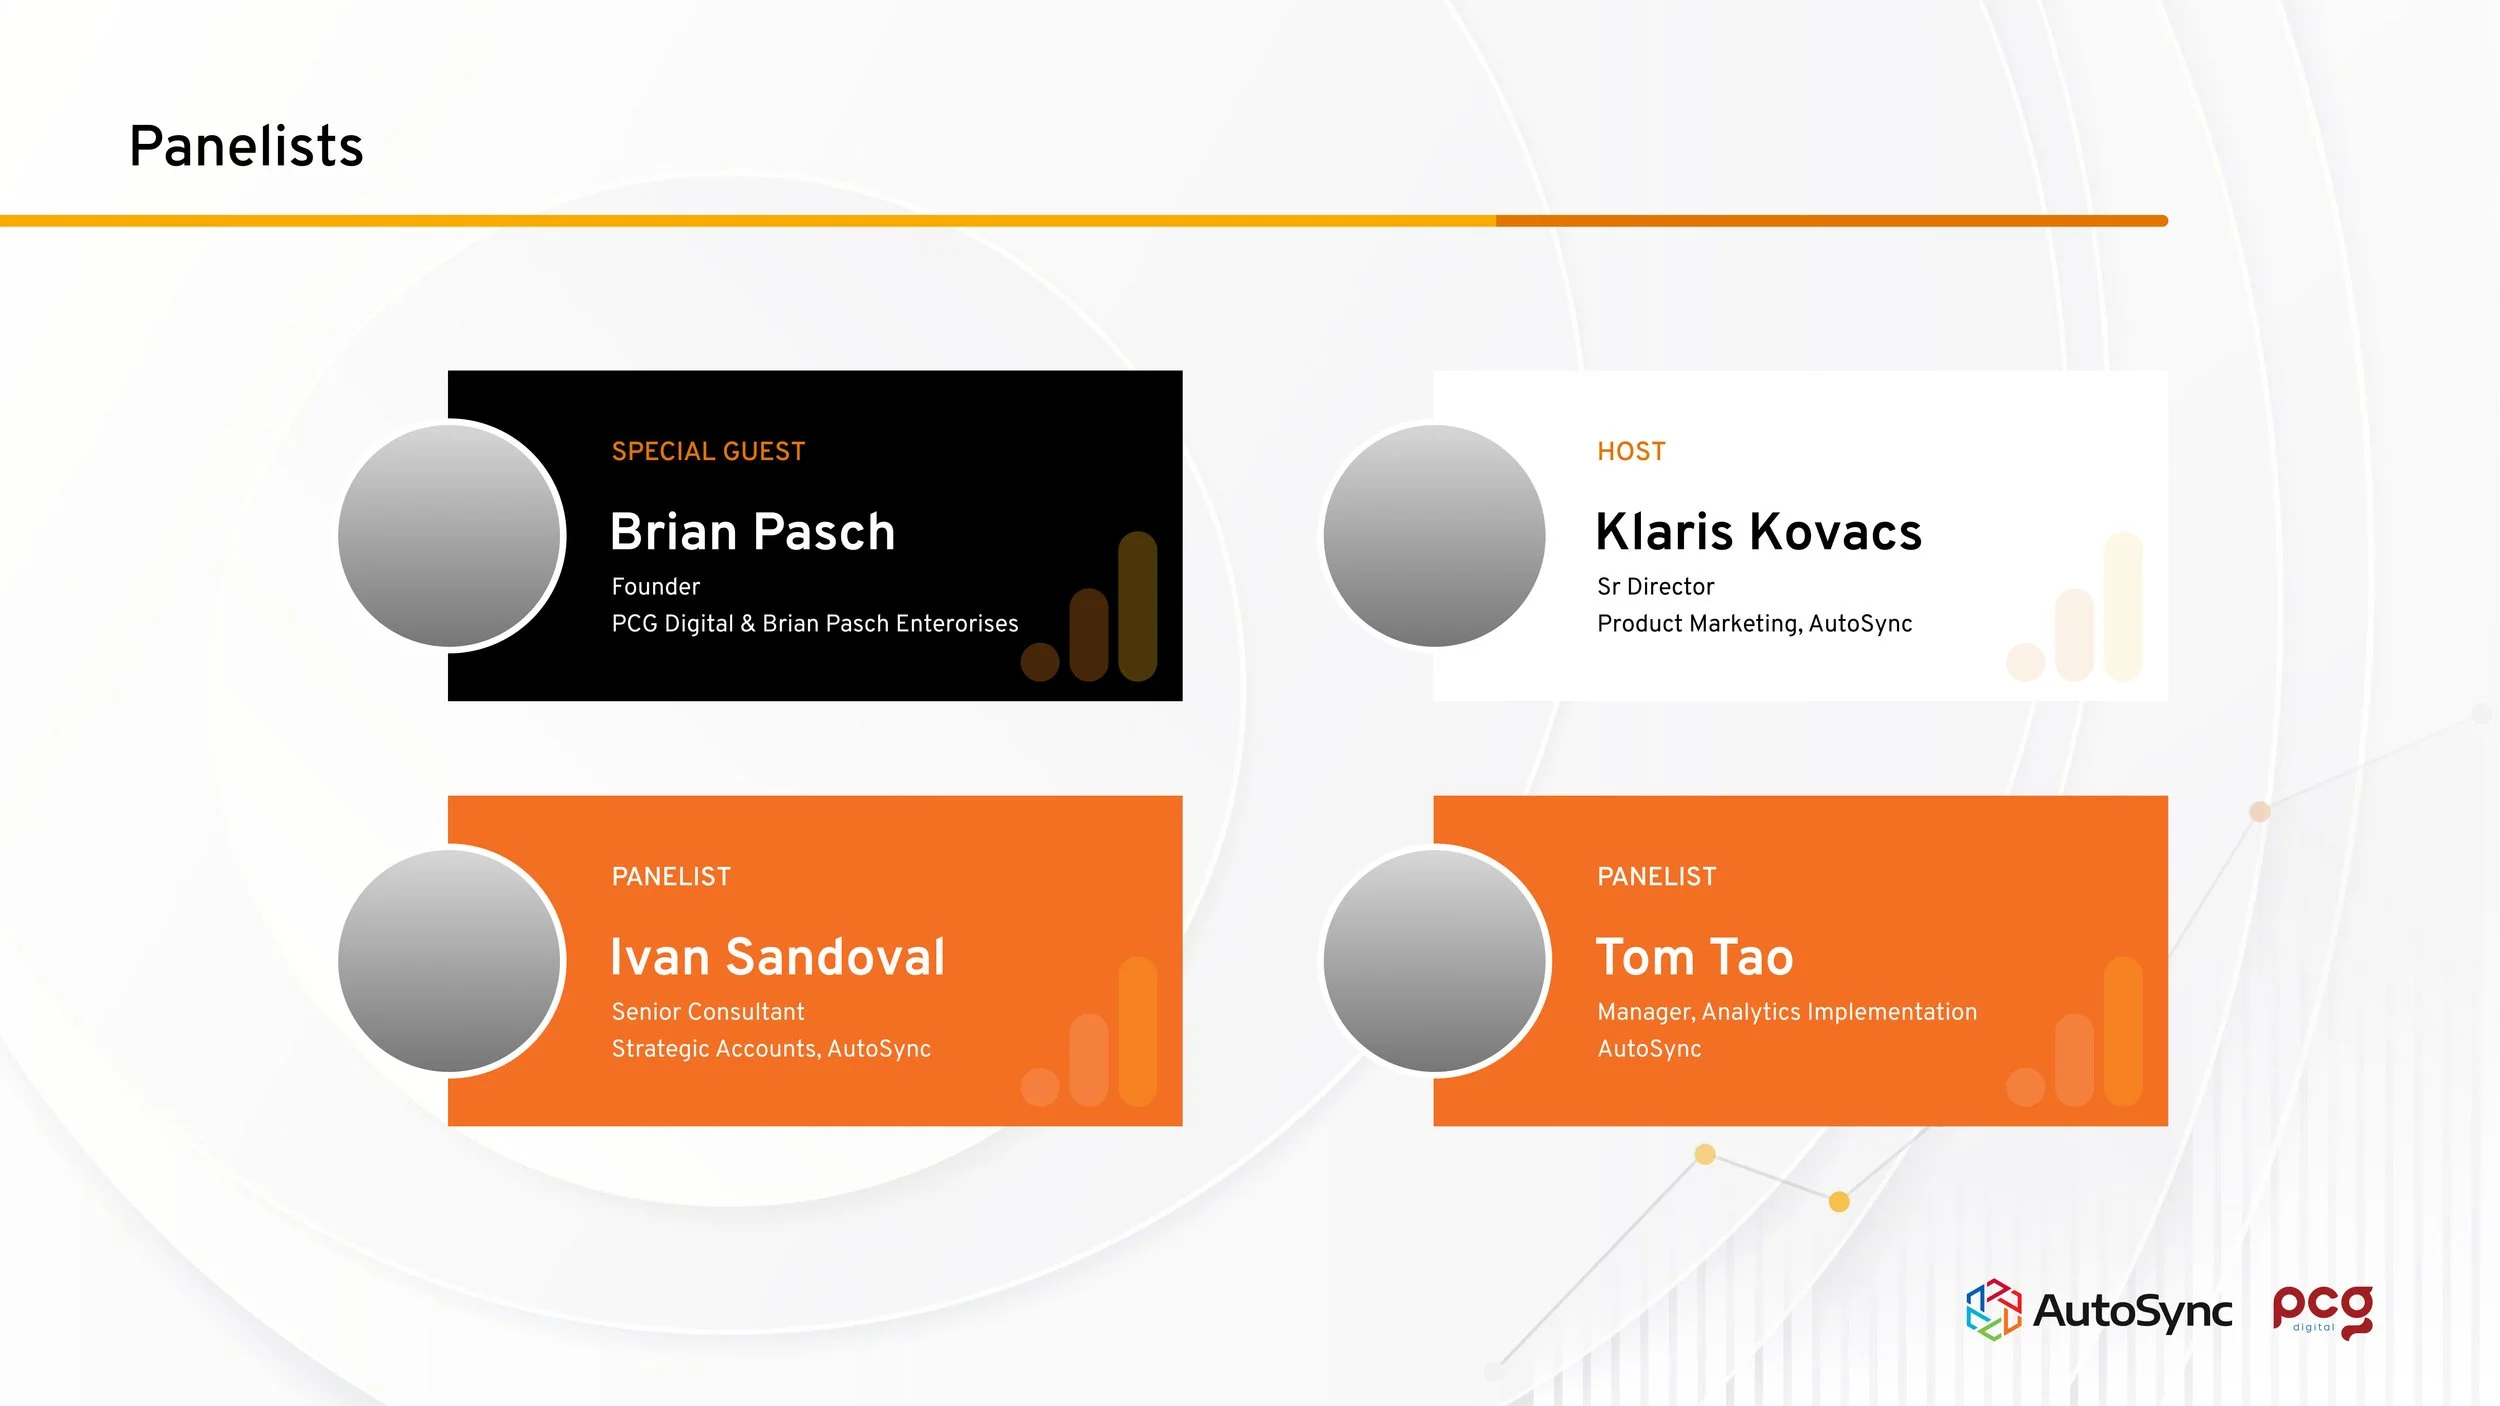 Panelists
SPECIAL GUEST
Brian Pasch
Founder
PCG Digital & Brian Pasch Enterorises
HOST
Klaris Kovacs
Sr Director
Product Marketing, AutoSync
PANELIST
Ivan Sandoval
Senior Consultant
Strategic Accounts, AutoSync
PANELIST
Tom Tao
Manager, Analytics Implementation
AutoSync
AutoSync
pcg
digital